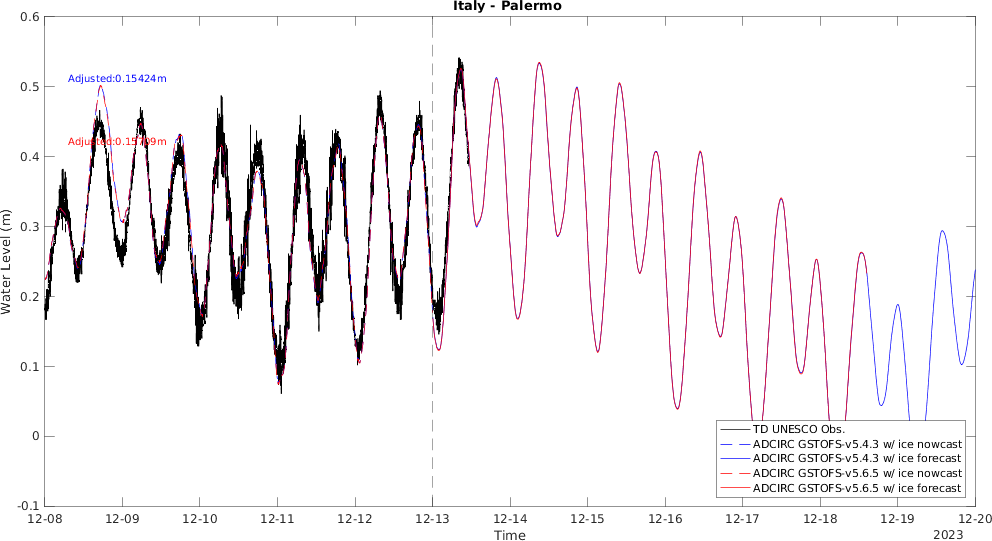 Italy - Palermo
0.6
0.5
0.4
0.3
0.2
0.1
0
-0.1
Water Level (m)
Adjusted:0.15424m
Adjusted:0.15709m
TD UNESCO Obs.
ADCIRC GSTOFS-v5.4.3 w/ ice nowcast
ADCIRC GSTOFS-v5.4.3 w/ ice forecast
ADCIRC GSTOFS-v5.6.5 w/ ice nowcast
ADCIRC GSTOFS-v5.6.5 w/ ice forecast
12-08 12-09 12-10 12-11 12-12 12-13 12-14 12-15 12-16 12-17 12-18 12-19 12-20
Time
2023